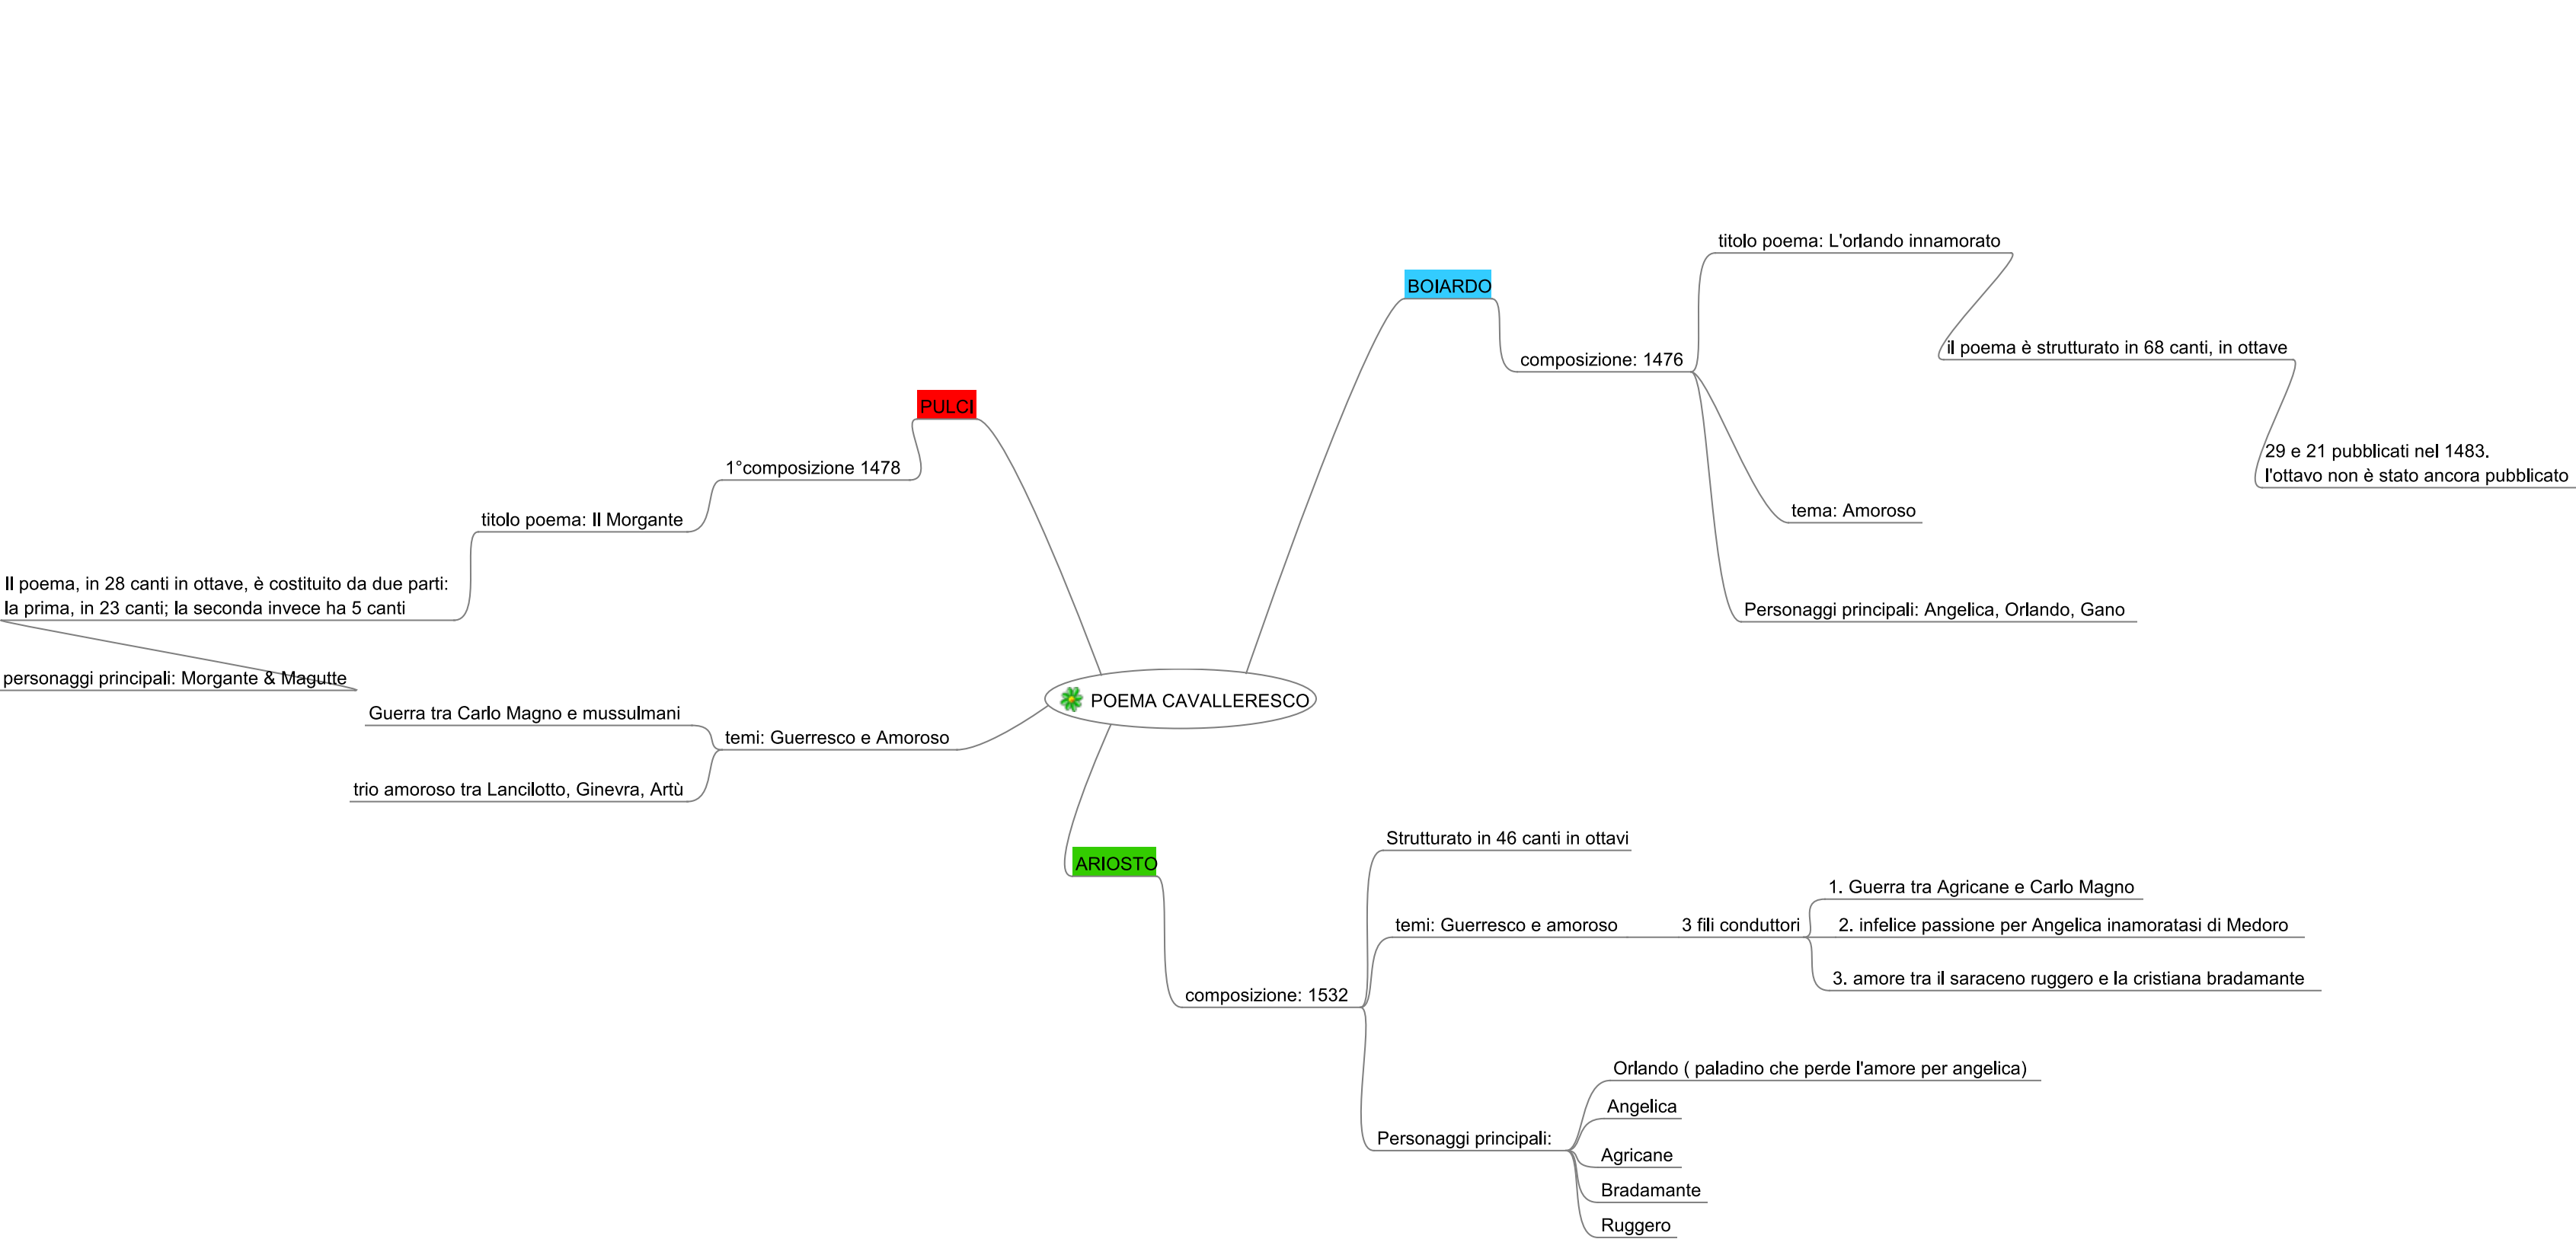 POEMA CAVALLERESCO
PULCI
1°composizione 1478
titolo poema: Il Morgante
Il poema, in 28 canti in ottave, è costituito da due parti:
la prima, in 23 canti; la seconda invece ha 5 canti
personaggi principali: Morgante & Magutte
temi: Guerresco e Amoroso
Guerra tra Carlo Magno e mussulmani
trio amoroso tra Lancilotto, Ginevra, Artù
BOIARDO
composizione: 1476
titolo poema: L'orlando innamorato
il poema è strutturato in 68 canti, in ottave
29 e 21 pubblicati nel 1483.
l'ottavo non è stato ancora pubblicato
tema: Amoroso
Personaggi principali: Angelica, Orlando, Gano
ARIOSTO
composizione: 1532
Strutturato in 46 canti in ottavi
temi: Guerresco e amoroso
3 fili conduttori
1. Guerra tra Agricane e Carlo Magno
2. infelice passione per Angelica inamoratasi di Medoro
3. amore tra il saraceno ruggero e la cristiana bradamante
Personaggi principali:
Orlando ( paladino che perde l'amore per angelica)
Angelica
Agricane
Bradamante
Ruggero